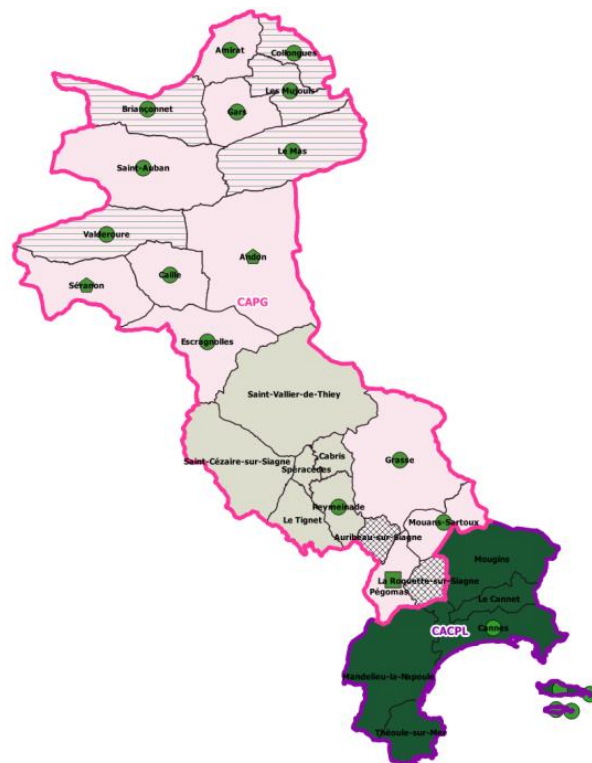 Amirat
Collongues
Les Mujouls
Briançonnet
Gars
Le Mas
Saint-Auban
Valderoure
Andon
Caille
Séranon
CAPG
Escragnolles
Saint-Vallier-de-Thiey
Cabris
Grasse
Saint-Cézaire-sur-Siagne
Spéracèdes
Peymeinade
Le Tignet
Mouans-Sartoux
Auribeau-sur-Siagne
Mougins
La Roquette-sur-Siagne
Pégomas
Le Cannet
CACPL
Cannes
Mandelieu-la-Napoule
Théoule-sur-Mer